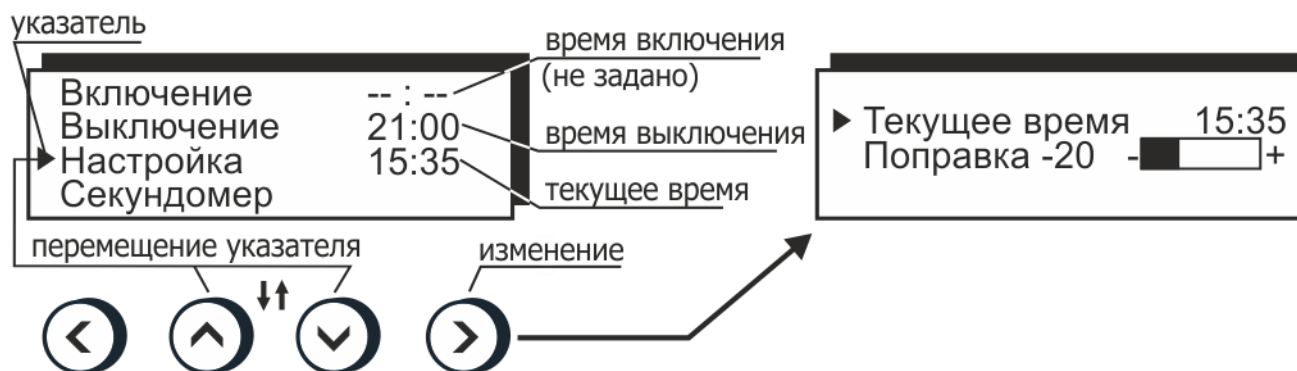 указатель
время включения
(не задано)
Включение -- : --
Выключение 21:00
Настройка 15:35
Секундомер
время выключения
текущее время
Текущее время 15:35
Поправка -20 - +
перемещение указателя
изменение